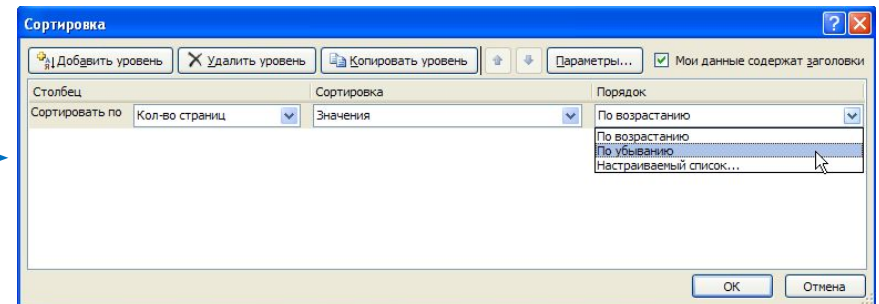 Сортировка
Добавить уровень Удалить уровень Копировать уровень Параметры... Мои данные содержат заголовки
Столбец Сортировка Порядок
Сортировать по Кол-во страниц Значения По возрастанию
По возрастанию
По убыванию
Настраиваемый список...
ОК Отмена